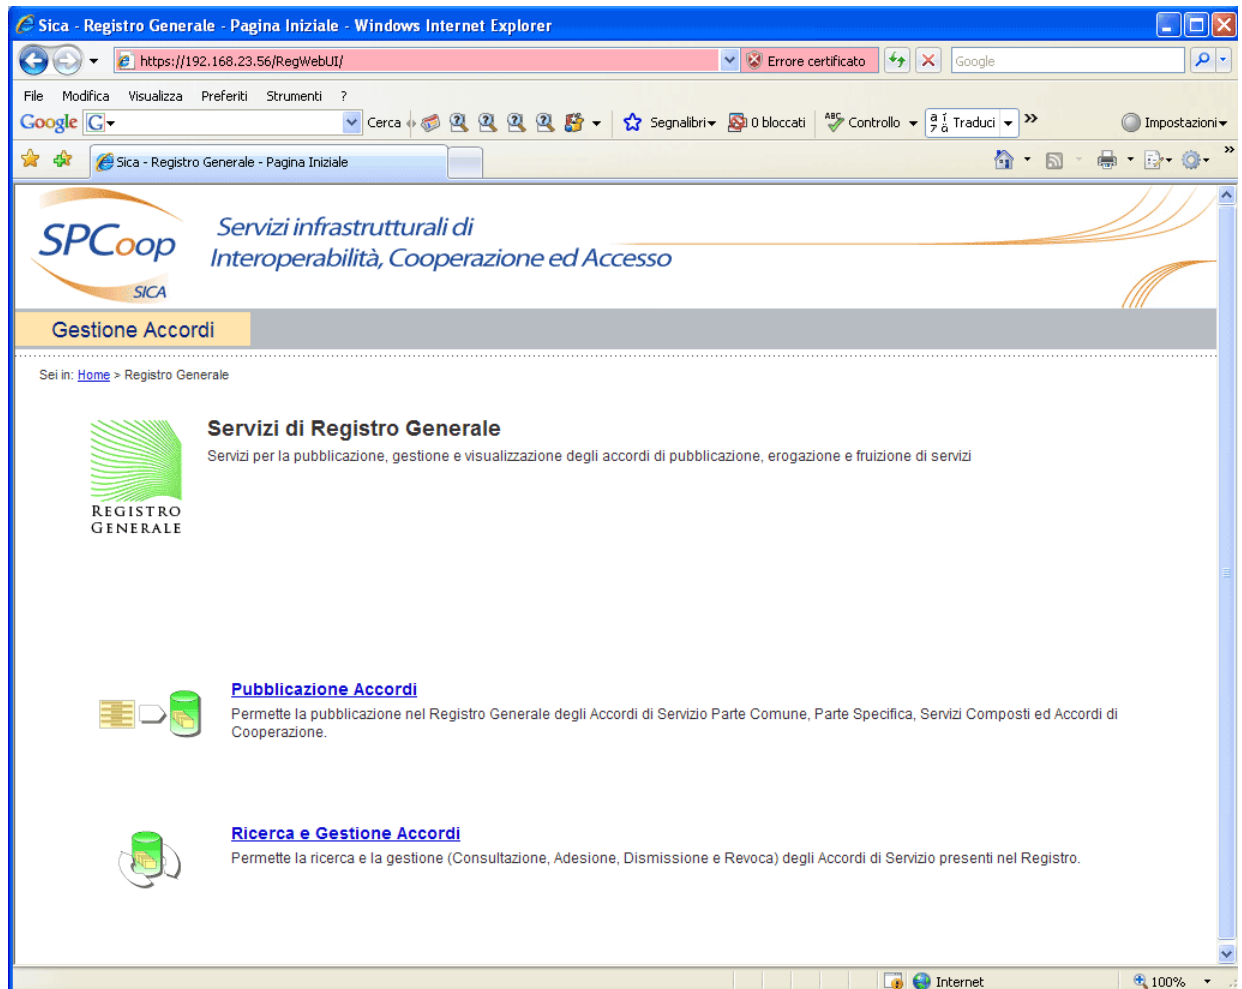 Sica - Registro Generale - Pagina Iniziale - Windows Internet Explorer
https://192.168.23.56/RegWebUI/
Errore certificato
Google
File Modifica Visualizza Preferiti Strumenti ?
Google G Cerca Segnalibri 0 bloccati ABC Controllo Traduci Impostazioni
Sica - Registro Generale - Pagina Iniziale
SPCoop
SICA
Servizi infrastrutturali di
Interoperabilità, Cooperazione ed Accesso
Gestione Accordi
Sei in: Home > Registro Generale
REGISTRO
GENERALE
Servizi di Registro Generale
Servizi per la pubblicazione, gestione e visualizzazione degli accordi di pubblicazione, erogazione e fruizione di servizi
Pubblicazione Accordi
Permette la pubblicazione nel Registro Generale degli Accordi di Servizio Parte Comune, Parte Specifica, Servizi Composti ed Accordi di
Cooperazione.
Ricerca e Gestione Accordi
Permette la ricerca e la gestione (Consultazione, Adesione, Dismissione e Revoca) degli Accordi di Servizio presenti nel Registro.
Internet
100%